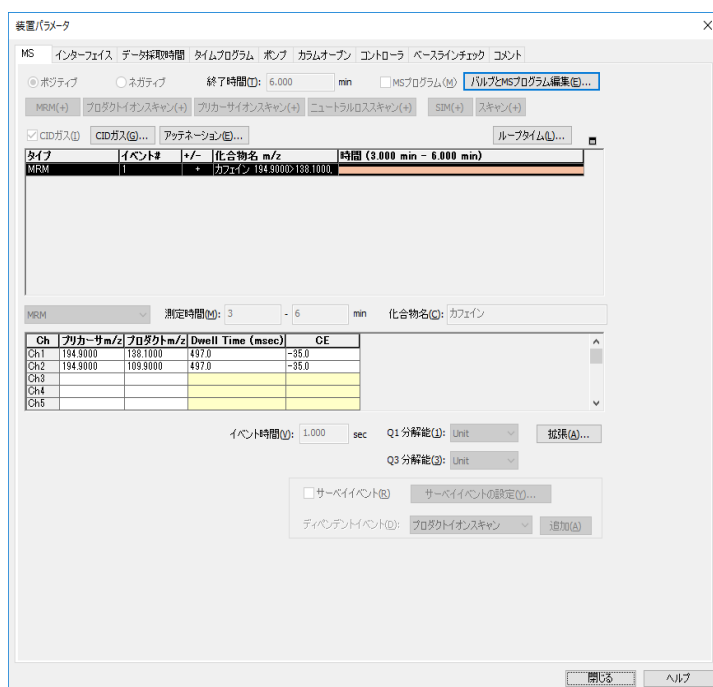 装置パラメータ
MS インターフェイス データ採取時間 タイムプログラム ポンプ カラムオーブン コントローラ ベースラインチェック コメント
ポジティブ ネガティブ 終了時間(T): 6.000 min MSプログラム(M) バルブとMSプログラム編集(E)...
MRM(+) プロダクトイオンスキャン(+) プリカーサイオンスキャン(+) ニュートラルロススキャン(+) SIM(+) スキャン(+)
CIDガス(I) CIDガス(G)... アッテネーション(E)... ループタイム(L)...
タイプ イベント# +/- 化合物名 m/z 時間 (3.000 min - 6.000 min)
MRM 1 + カフェイン 194.9000>138.1000,
MRM 測定時間(M): 3 - 6 min 化合物名(C): カフェイン
Ch プリカーサm/z プロダクトm/z Dwell Time (msec) CE
Ch1 194.9000 138.1000 497.0 -35.0
Ch2 194.9000 109.9000 497.0 -35.0
Ch3
Ch4
Ch5
イベント時間(V): 1.000 sec Q1分解能(1): Unit 拡張(A)...
Q3分解能(3): Unit
サーベイイベント(R) サーベイイベントの設定(Y)...
ディペンデントイベント(D): プロダクトイオンスキャン 追加(A)
閉じる ヘルプ